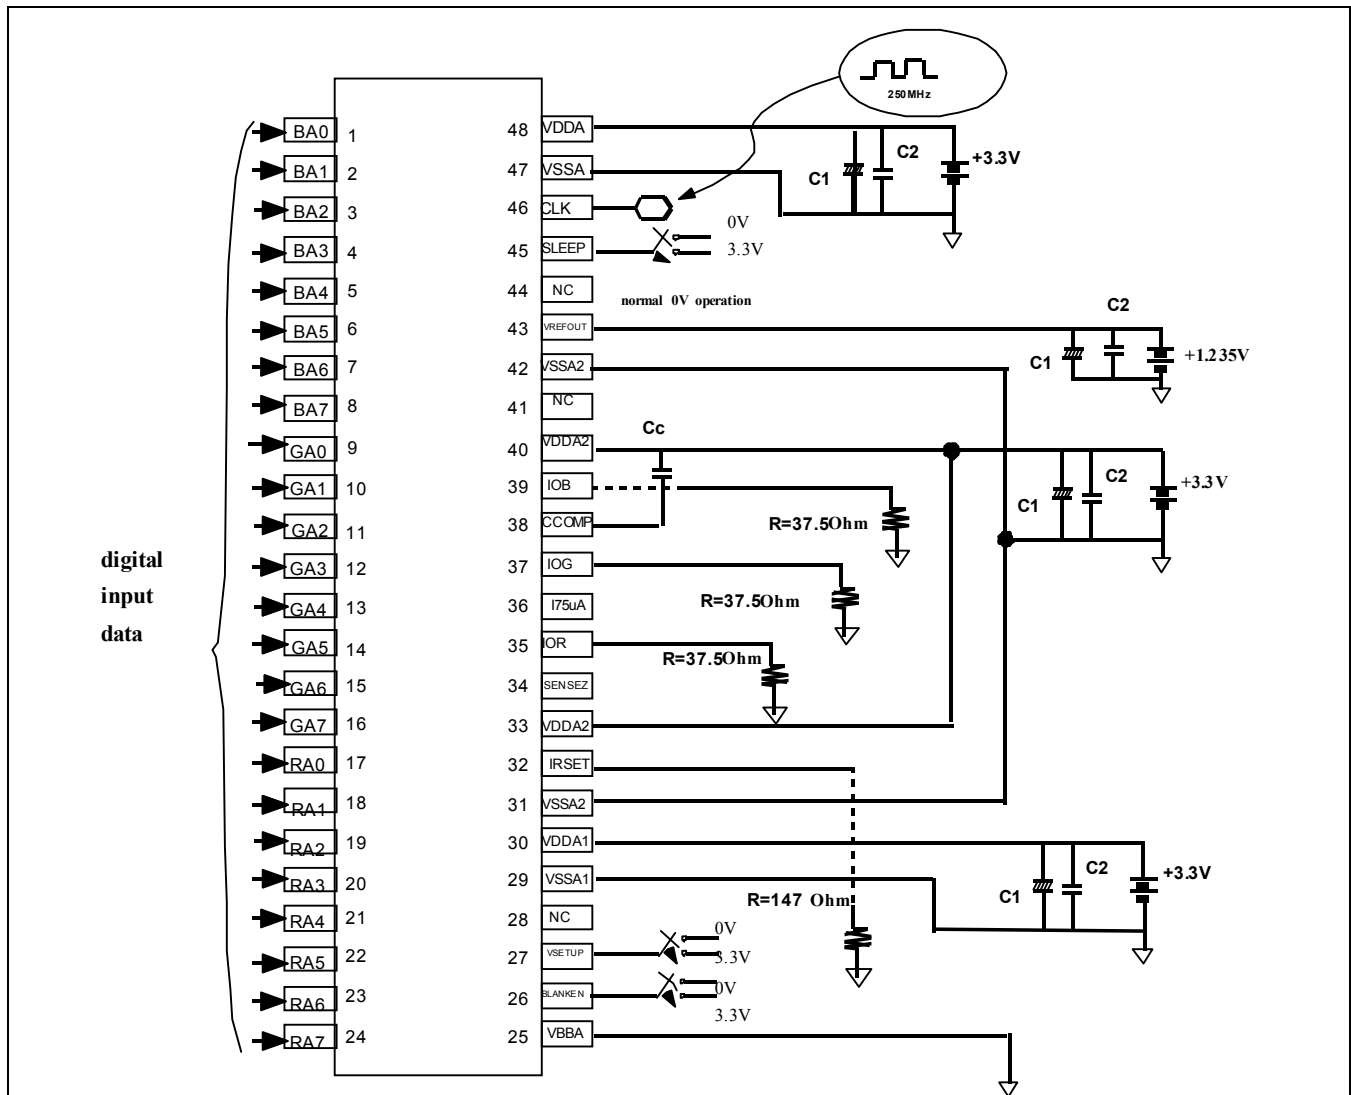 250MHz
BA0 1 48 VDDA
C2
+3.3V
BA1 2 47 VSSA
C1
BA2 3 46 CLK
0V
BA3 4 45 SLEEP
3.3V
BA4 5 44 NC
normal 0V operation
C2
BA5 6 43 VREFOUT
C1
+1.235V
BA6 7 42 VSSA2
BA7 8 41 NC
Cc
GA0 9 40 VDDA2
C2
+3.3V
GA1 10 39 IOB
C1
R=37.5Ohm
GA2 11 38 CCOMP
digital
input
data
GA3 12 37 IOG
R=37.5Ohm
GA4 13 36 I75uA
GA5 14 35 IOR
R=37.5Ohm
GA6 15 34 SENSEZ
GA7 16 33 VDDA2
RA0 17 32 IRSET
RA1 18 31 VSSA2
RA2 19 30 VDDA1
C2
+3.3V
RA3 20 29 VSSA1
C1
R=147 Ohm
RA4 21 28 NC
0V
RA5 22 27 VSETUP
3.3V
RA6 23 26 BLANKEN
0V
3.3V
RA7 24 25 VBBA